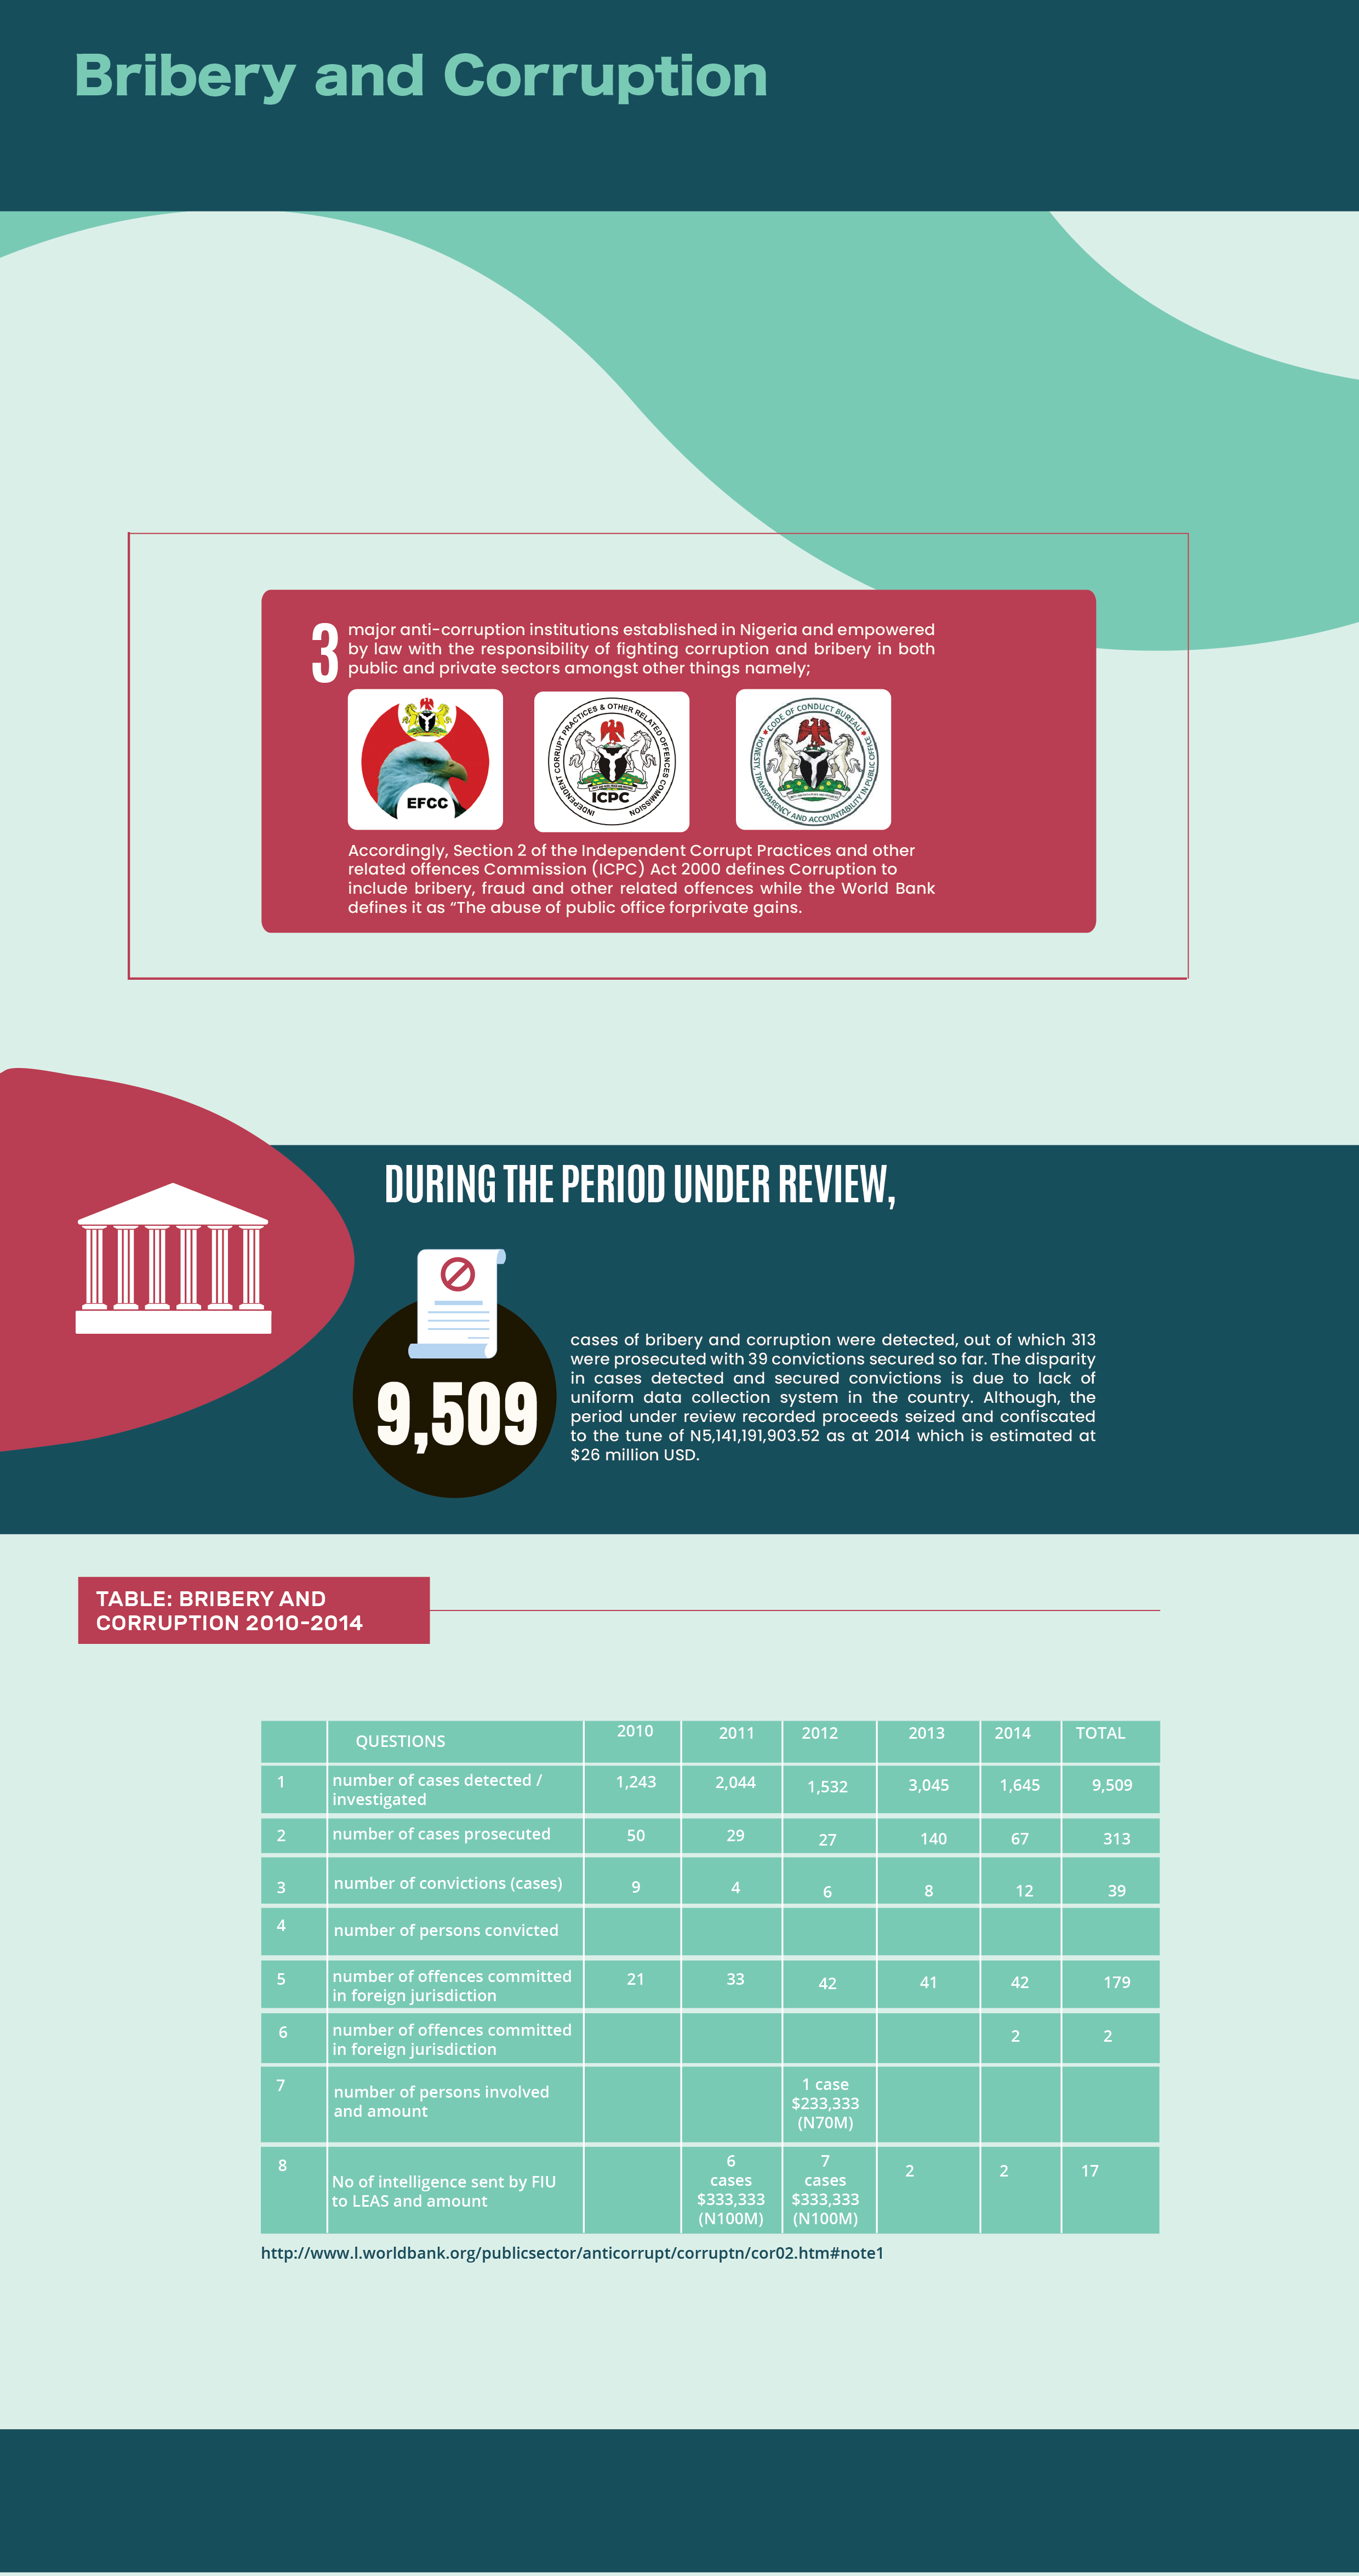 Bribery and Corruption
3
major anti-corruption institutions established in Nigeria and empowered
by law with the responsibility of fighting corruption and bribery in both
public and private sectors amongst other things namely;
EFCC
INDEPENDENT CORRUPT PRACTICES & OTHER RELATED OFFENCES COMMISSION
ICPC
CODE OF CONDUCT BUREAU
HONESTY, TRANSPARENCY AND ACCOUNTABILITY IN PUBLIC OFFICE
Accordingly, Section 2 of the Independent Corrupt Practices and other
related offences Commission (ICPC) Act 2000 defines Corruption to
include bribery, fraud and other related offences while the World Bank
defines it as “The abuse of public office forprivate gains.
DURING THE PERIOD UNDER REVIEW,
9,509
cases of bribery and corruption were detected, out of which 313
were prosecuted with 39 convictions secured so far. The disparity
in cases detected and secured convictions is due to lack of
uniform data collection system in the country. Although, the
period under review recorded proceeds seized and confiscated
to the tune of N5,141,191,903.52 as at 2014 which is estimated at
$26 million USD.
TABLE: BRIBERY AND
CORRUPTION 2010-2014
QUESTIONS 2010 2011 2012 2013 2014 TOTAL
1 number of cases detected / 1,243 2,044 1,532 3,045 1,645 9,509
investigated
2 number of cases prosecuted 50 29 27 140 67 313
3 number of convictions (cases) 9 4 6 8 12 39
4 number of persons convicted
5 number of offences committed 21 33 42 41 42 179
in foreign jurisdiction
6 number of offences committed 2 2
in foreign jurisdiction
7 number of persons involved 1 case
and amount $233,333
(N70M)
8 No of intelligence sent by FIU 6 7 2 2 17
to LEAS and amount cases cases
$333,333 $333,333
(N100M) (N100M)
http://www.l.worldbank.org/publicsector/anticorrupt/corruptn/cor02.htm#note1